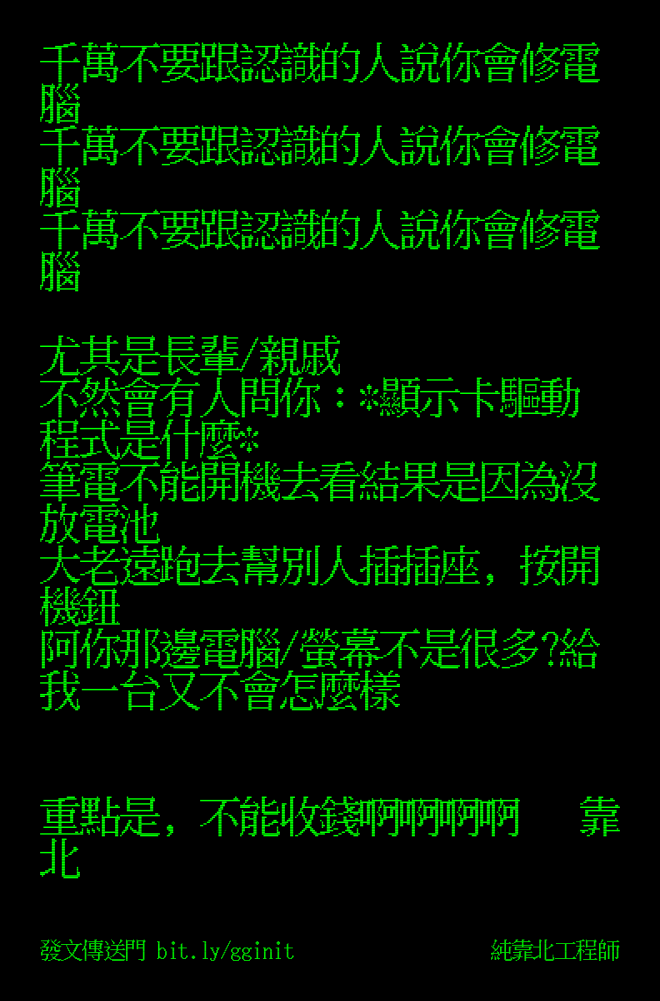 千萬不要跟認識的人說你會修電
腦
千萬不要跟認識的人說你會修電
腦
千萬不要跟認識的人說你會修電
腦
尤其是長輩/親戚
不然會有人問你：*顯示卡驅動
程式是什麼*
筆電不能開機去看結果是因為沒
放電池
大老遠跑去幫別人插插座，按開
機鈕
阿你那邊電腦/螢幕不是很多?給
我一台又不會怎麼樣
重點是，不能收錢啊啊啊啊　靠
北
發文傳送門 bit.ly/gginit
純靠北工程師